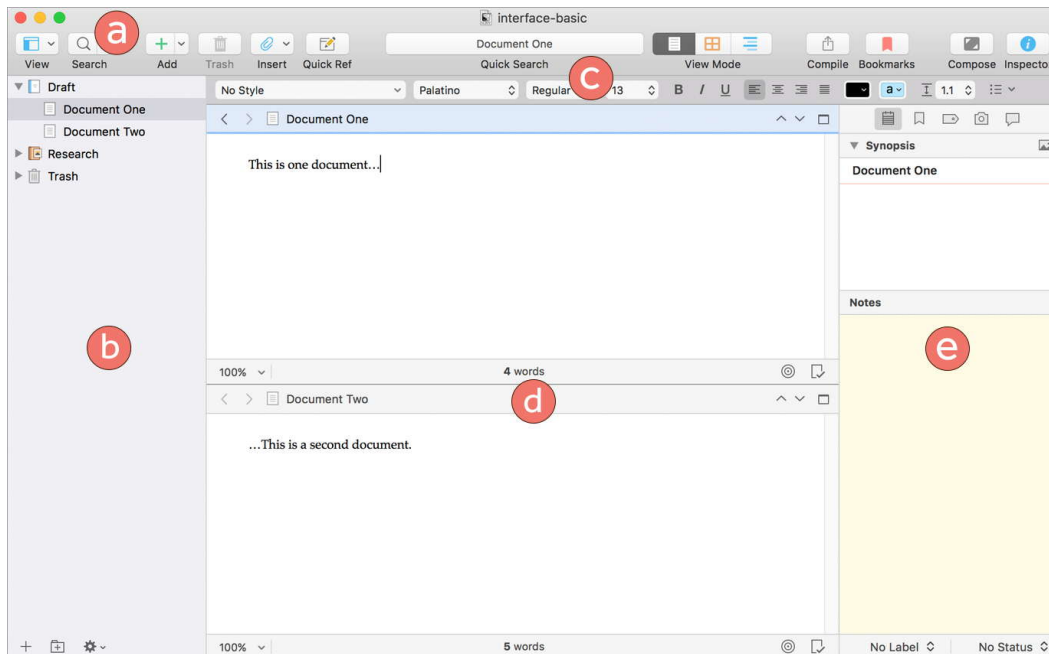 interface-basic
a
Document One
View Search Add Trash Insert Quick Ref Quick Search View Mode Compile Bookmarks Compose Inspecto
c
Draft
Document One
Document Two
Research
Trash
b
No Style Palatino Regular 13 B I U a 1.1
Document One
This is one document…
100% 4 words
d
Document Two
…This is a second document.
100% 5 words
Synopsis
Document One
Notes
e
No Label No Status